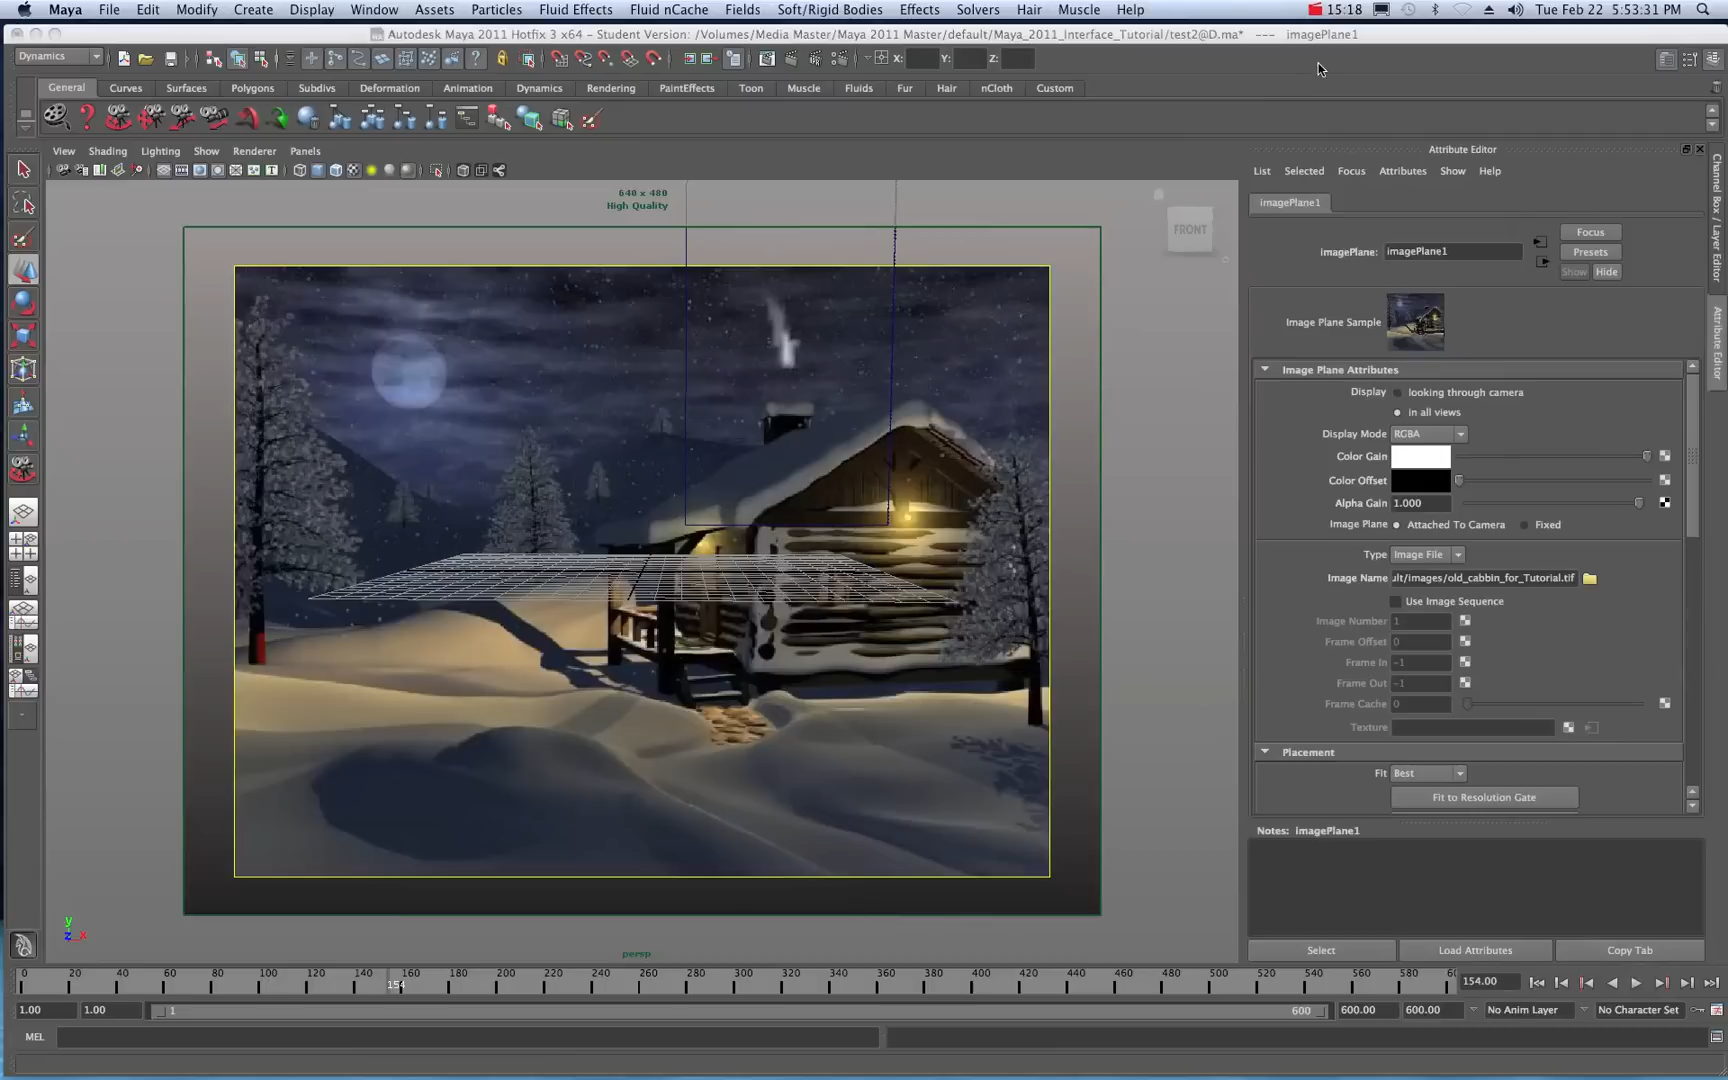 Maya File Edit Modify Create Display Window Assets Particles Fluid Effects Fluid nCache Fields Soft/Rigid Bodies Effects Solvers Hair Muscle Help 15:18 Tue Feb 22 5:53:31 PM
Autodesk Maya 2011 Hotfix 3 x64 - Student Version: /Volumes/Media Master/Maya 2011 Master/default/Maya_2011_Interface_Tutorial/test2@D.ma* --- imagePlane1
Dynamics X: Y: Z:
General Curves Surfaces Polygons Subdivs Deformation Animation Dynamics Rendering PaintEffects Toon Muscle Fluids Fur Hair nCloth Custom
View Shading Lighting Show Renderer Panels
640 x 480
High Quality
FRONT
persp
y
z x
Attribute Editor
List Selected Focus Attributes Show Help
imagePlane1
imagePlane: imagePlane1
Focus
Presets
Show Hide
Image Plane Sample
Image Plane Attributes
Display looking through camera
in all views
Display Mode RGBA
Color Gain
Color Offset
Alpha Gain 1.000
Image Plane Attached To Camera Fixed
Type Image File
Image Name ult/images/old_cabbin_for_Tutorial.tif
Use Image Sequence
Image Number 1
Frame Offset 0
Frame In -1
Frame Out -1
Frame Cache 0
Texture
Placement
Fit Best
Fit to Resolution Gate
Notes: imagePlane1
Select Load Attributes Copy Tab
Channel Box / Layer Editor
Attribute Editor
0 20 40 60 80 100 120 140 160 180 200 220 240 260 280 300 320 340 360 380 400 420 440 460 480 500 520 540 560 580 60 154.00
154
1.00 1.00 1 600 600.00 600.00 No Anim Layer No Character Set
MEL